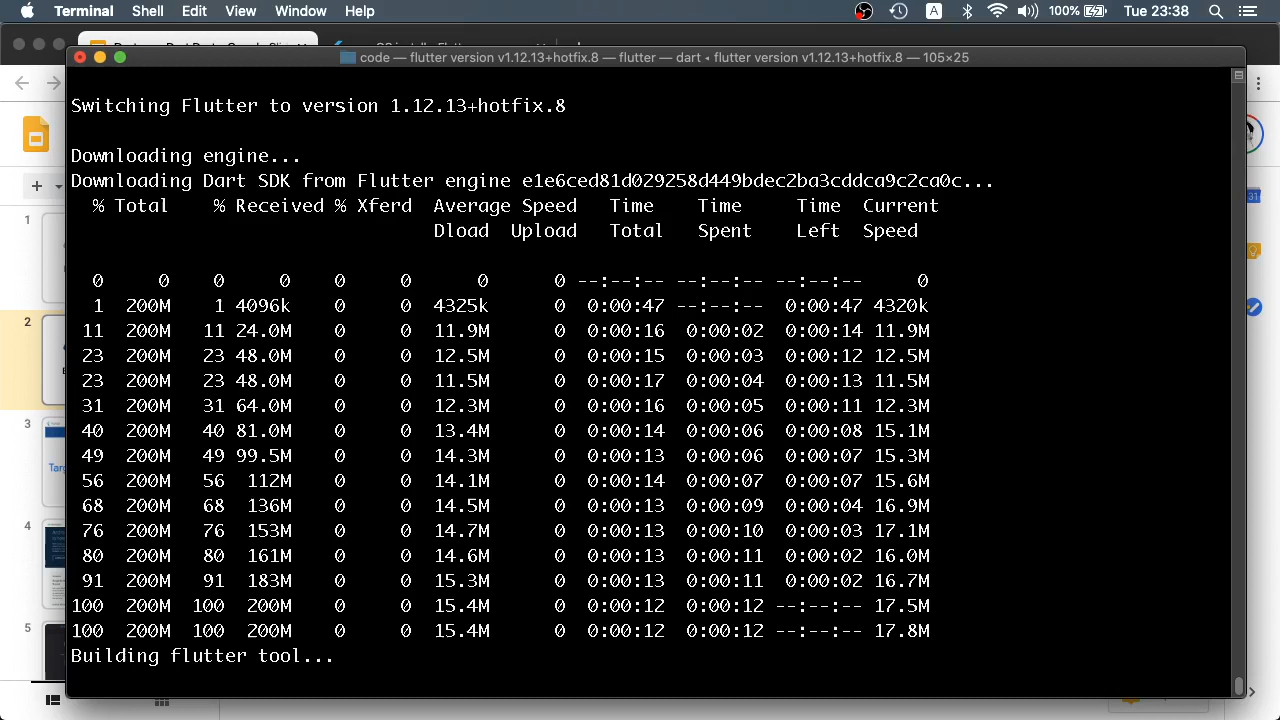 Terminal Shell Edit View Window Help A 100% Tue 23:38
code — flutter version v1.12.13+hotfix.8 — flutter — dart ◂ flutter version v1.12.13+hotfix.8 — 105×25
Switching Flutter to version 1.12.13+hotfix.8
Downloading engine...
Downloading Dart SDK from Flutter engine e1e6ced81d029258d449bdec2ba3cddca9c2ca0c...
% Total % Received % Xferd Average Speed Time Time Time Current
Dload Upload Total Spent Left Speed
0 0 0 0 0 0 0 0 --:--:-- --:--:-- --:--:-- 0
1 200M 1 4096k 0 0 4325k 0 0:00:47 --:--:-- 0:00:47 4320k
11 200M 11 24.0M 0 0 11.9M 0 0:00:16 0:00:02 0:00:14 11.9M
23 200M 23 48.0M 0 0 12.5M 0 0:00:15 0:00:03 0:00:12 12.5M
23 200M 23 48.0M 0 0 11.5M 0 0:00:17 0:00:04 0:00:13 11.5M
31 200M 31 64.0M 0 0 12.3M 0 0:00:16 0:00:05 0:00:11 12.3M
40 200M 40 81.0M 0 0 13.4M 0 0:00:14 0:00:06 0:00:08 15.1M
49 200M 49 99.5M 0 0 14.3M 0 0:00:13 0:00:06 0:00:07 15.3M
56 200M 56 112M 0 0 14.1M 0 0:00:14 0:00:07 0:00:07 15.6M
68 200M 68 136M 0 0 14.5M 0 0:00:13 0:00:09 0:00:04 16.9M
76 200M 76 153M 0 0 14.7M 0 0:00:13 0:00:10 0:00:03 17.1M
80 200M 80 161M 0 0 14.6M 0 0:00:13 0:00:11 0:00:02 16.0M
91 200M 91 183M 0 0 15.3M 0 0:00:13 0:00:11 0:00:02 16.7M
100 200M 100 200M 0 0 15.4M 0 0:00:12 0:00:12 --:--:-- 17.5M
100 200M 100 200M 0 0 15.4M 0 0:00:12 0:00:12 --:--:-- 17.8M
Building flutter tool...
1
2
3
Targ
4
5
31